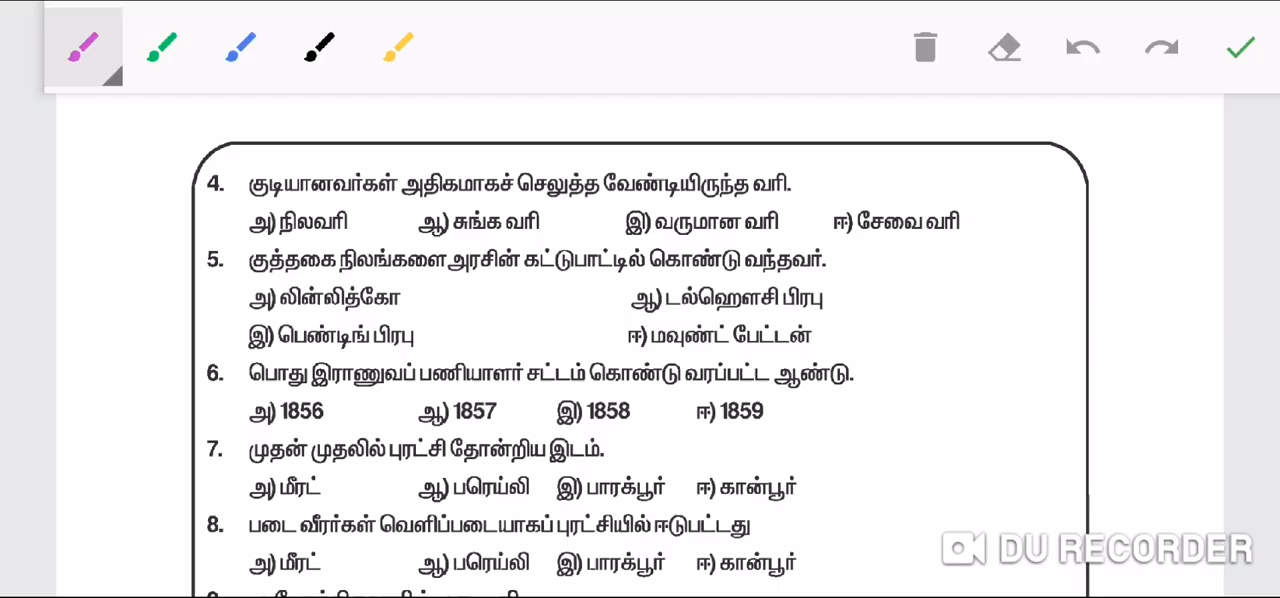 4. குடியானவர்கள் அதிகமாகச் செலுத்த வேண்டியிருந்த வரி.
அ) நிலவரி ஆ) சுங்க வரி இ) வருமான வரி ஈ) சேவை வரி
5. குத்தகை நிலங்களை அரசின் கட்டுபாட்டில் கொண்டு வந்தவர்.
அ) லின்லித்கோ ஆ) டல்ஹௌசி பிரபு
இ) பெண்டிங் பிரபு ஈ) மவுண்ட் பேட்டன்
6. பொது இராணுவப் பணியாளர் சட்டம் கொண்டு வரப்பட்ட ஆண்டு.
அ) 1856 ஆ) 1857 இ) 1858 ஈ) 1859
7. முதன் முதலில் புரட்சி தோன்றிய இடம்.
அ) மீரட் ஆ) பரெய்லி இ) பாரக்பூர் ஈ) கான்பூர்
8. படை வீரர்கள் வெளிப்படையாகப் புரட்சியில் ஈடுபட்டது
அ) மீரட் ஆ) பரெய்லி இ) பாரக்பூர் ஈ) கான்பூர்
DU RECORDER